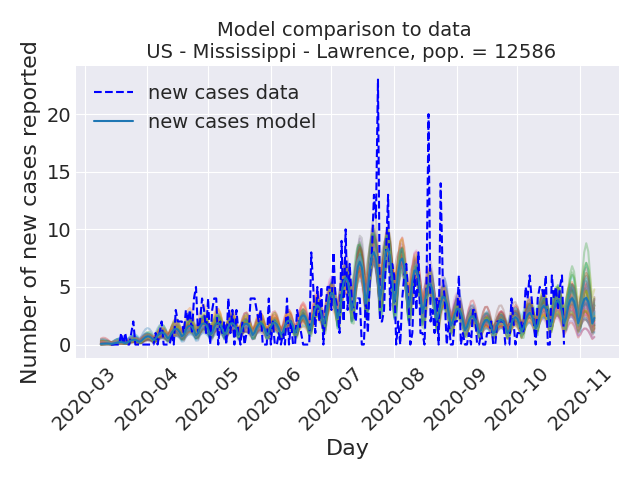 Model comparison to data
US - Mississippi - Lawrence, pop. = 12586
Number of new cases reported
20
15
10
5
0
new cases data
new cases model
2020-03
2020-04
2020-05
2020-06
2020-07
2020-08
2020-09
2020-10
2020-11
Day